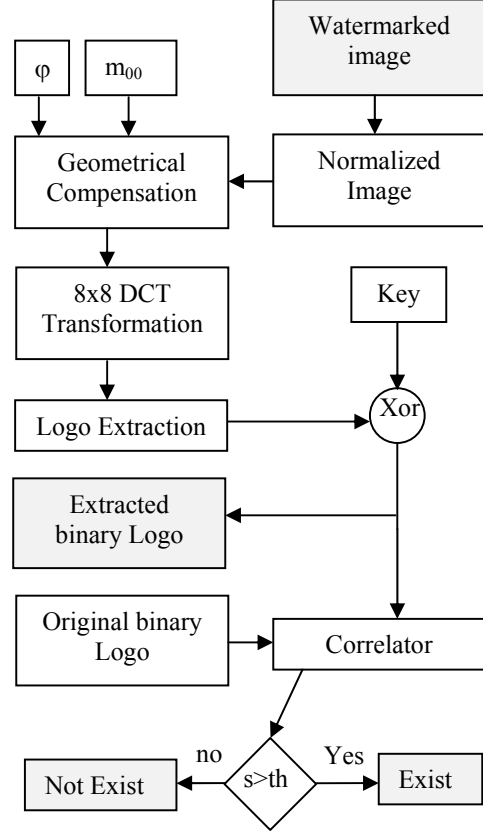 Watermarked
image
φ
m₀₀
Geometrical
Compensation
Normalized
Image
8x8 DCT
Transformation
Key
Xor
Logo Extraction
Extracted
binary Logo
Original binary
Logo
Correlator
no
s>th
Yes
Not Exist
Exist